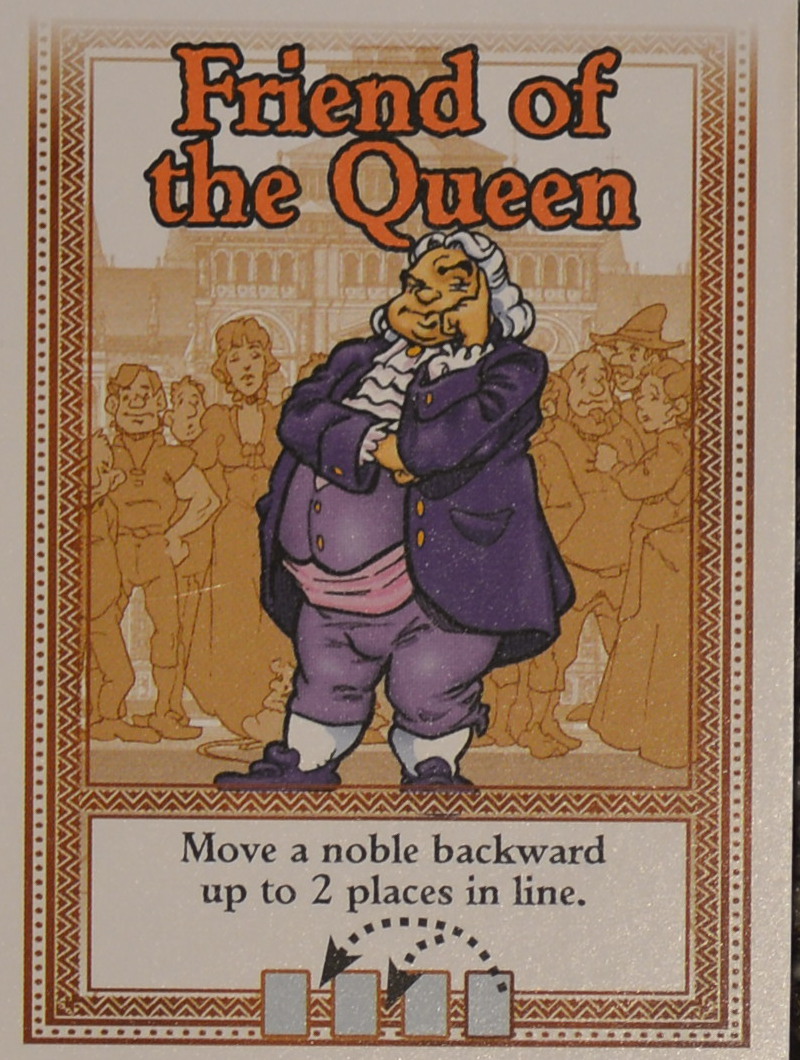 Friend of
the Queen
Move a noble backward
up to 2 places in line.